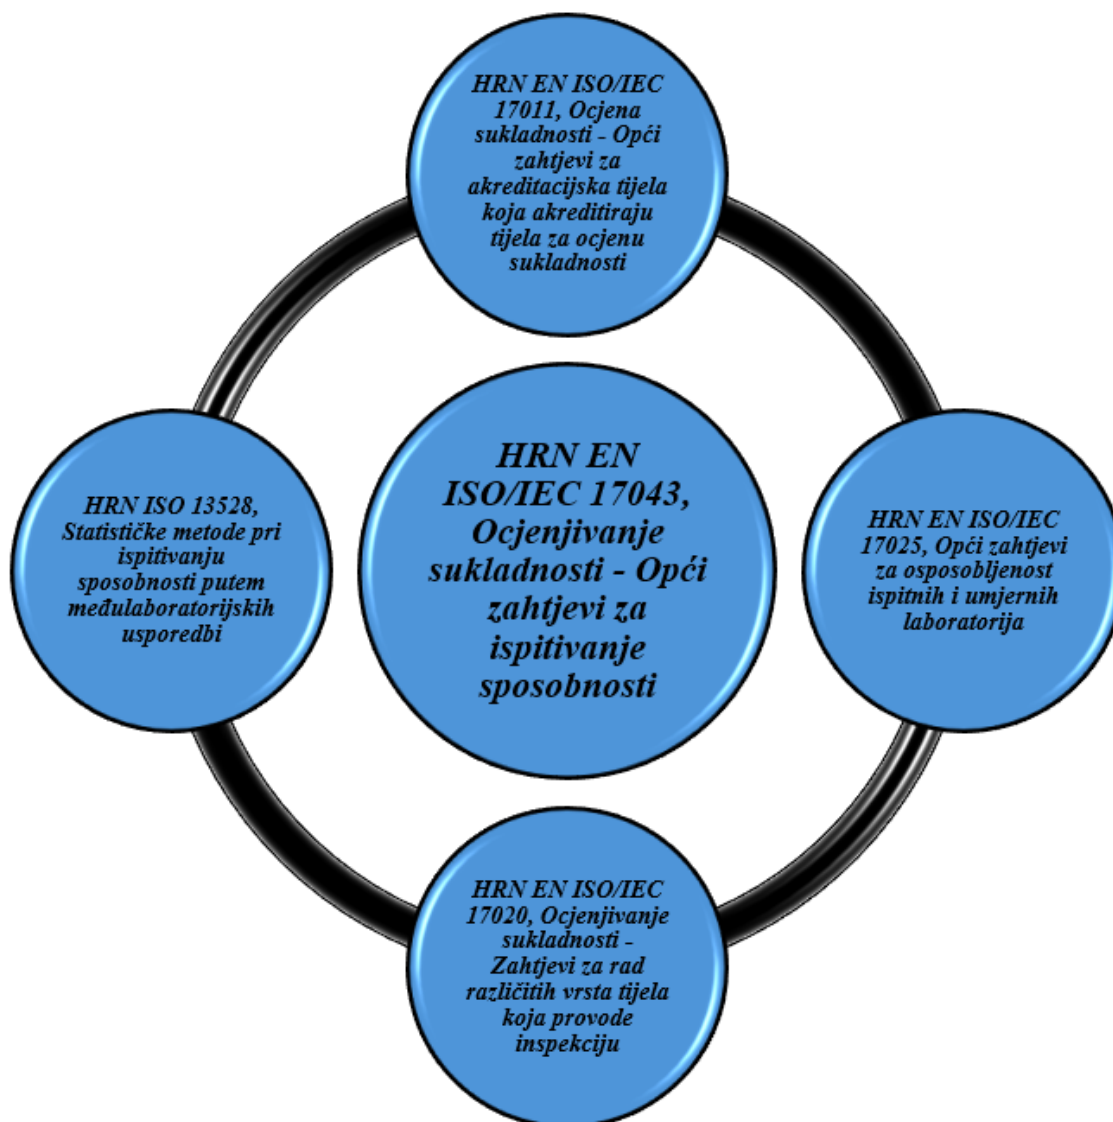 HRN EN ISO/IEC
17011, Ocjena
sukladnosti - Opći
zahtjevi za
akreditacijska tijela
koja akreditiraju
tijela za ocjenu
sukladnosti
HRN EN
ISO/IEC 17043,
Ocjenjivanje
sukladnosti - Opći
zahtjevi za
ispitivanje
sposobnosti
HRN EN ISO/IEC
17025, Opći zahtjevi
za osposobljenost
ispitnih i umjernih
laboratorija
HRN EN ISO/IEC
17020, Ocjenjivanje
sukladnosti -
Zahtjevi za rad
različitih vrsta tijela
koja provode
inspekciju
HRN ISO 13528,
Statističke metode pri
ispitivanju
sposobnosti putem
međulaboratorijskih
usporedbi